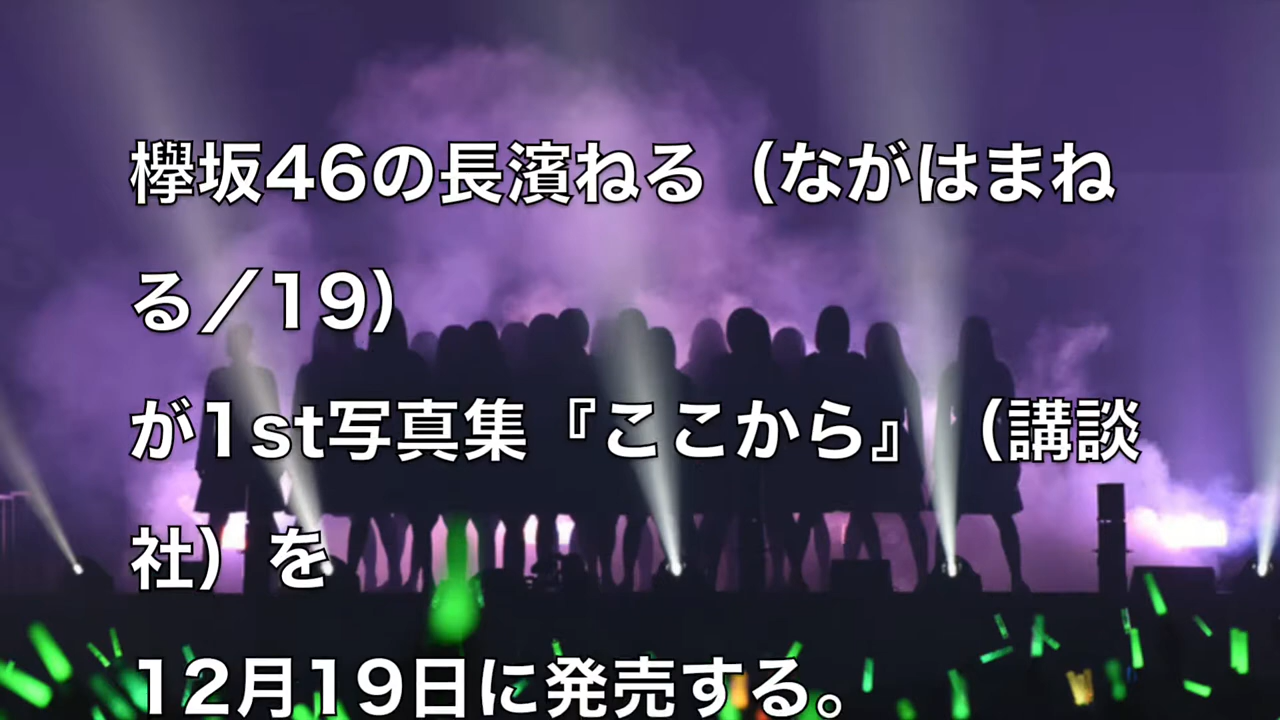 欅坂46の長濱ねる（ながはまね
る／19）
が1st写真集『ここから』（講談
社）を
12月19日に発売する。